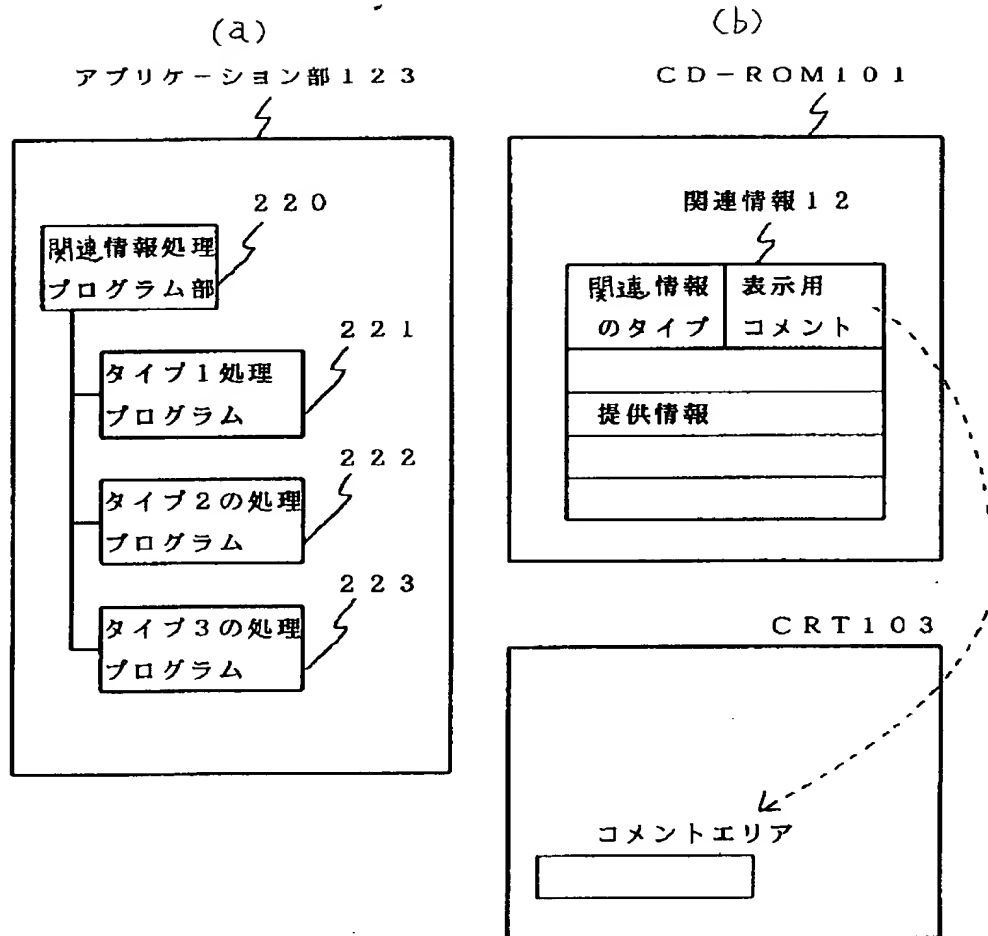 (a)
アプリケーション部１２３
２２０
関連情報処理
プログラム部
２２１
タイプ１処理
プログラム
２２２
タイプ２の処理
プログラム
２２３
タイプ３の処理
プログラム
(b)
ＣＤ－ＲＯＭ１０１
関連情報１２
関連情報
のタイプ
表示用
コメント
提供情報
ＣＲＴ１０３
コメントエリア